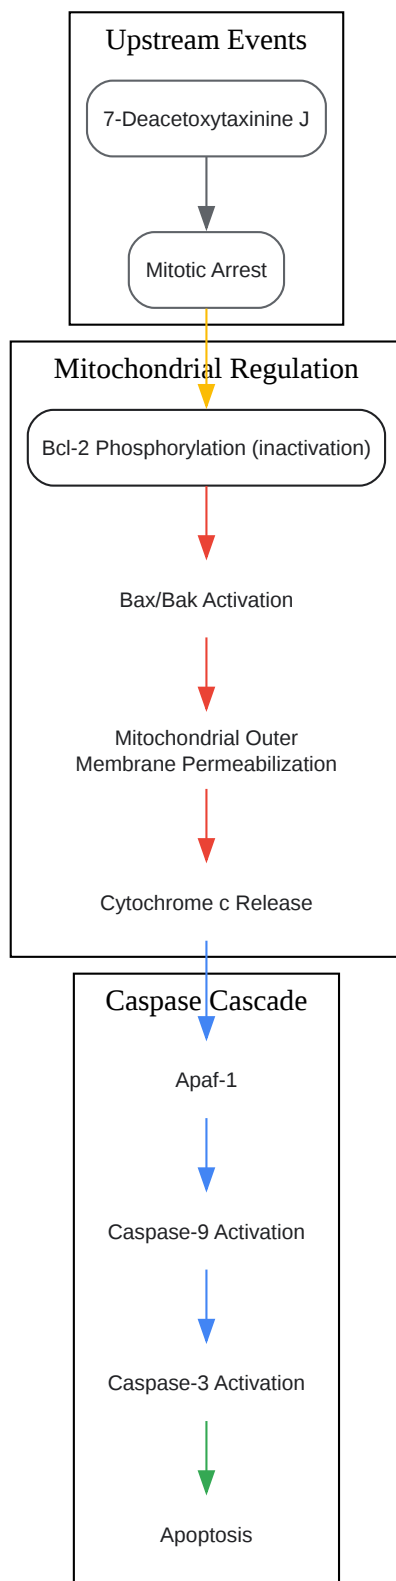 Upstream Events
7-Deacetoxytaxinine J
Mitotic Arrest
Mitochondrial Regulation
Bcl-2 Phosphorylation (inactivation)
Bax/Bak Activation
Mitochondrial Outer
Membrane Permeabilization
Cytochrome c Release
Caspase Cascade
Apaf-1
Caspase-9 Activation
Caspase-3 Activation
Apoptosis